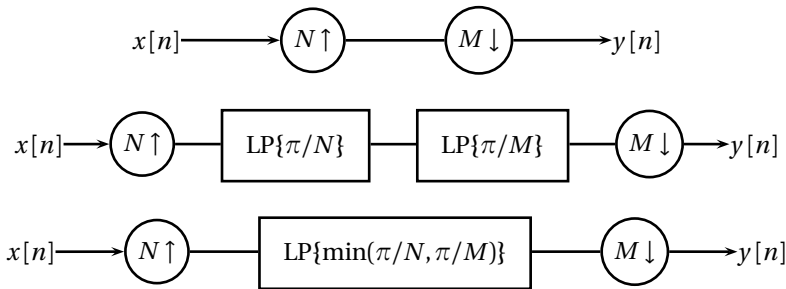 x[n] N↑ M↓ y[n]
x[n] N↑ LP{π/N} LP{π/M} M↓ y[n]
x[n] N↑ LP{min(π/N,π/M)} M↓ y[n]